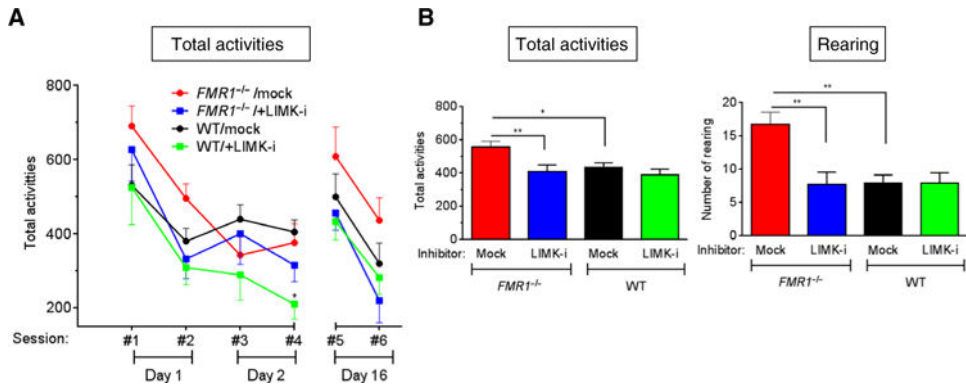 A
Total activities
FMR1⁻/⁻/mock
FMR1⁻/⁻/+LIMK-i
WT/mock
WT/+LIMK-i
Total activitties
800
600
400
200
*
Session:
#1 #2 #3 #4 #5 #6
Day 1 Day 2 Day 16
B
Total activities
Total activities
800
600
400
200
0
*
**
Inhibitor: Mock LIMK-i Mock LIMK-i
FMR1⁻/⁻ WT
Rearing
Number of rearing
20
15
10
5
0
**
**
Inhibitor: Mock LIMK-i Mock LIMK-i
FMR1⁻/⁻ WT